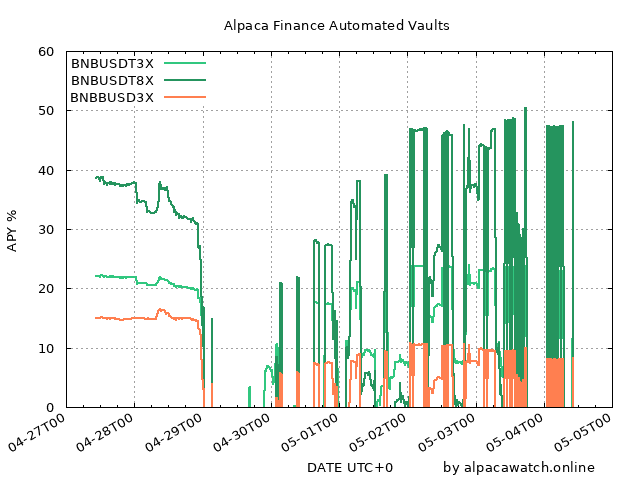 Alpaca Finance Automated Vaults
60
50
40
30
20
10
0
APY %
BNBUSDT3X
BNBUSDT8X
BNBBUSD3X
04-27T00
04-28T00
04-29T00
04-30T00
05-01T00
05-02T00
05-03T00
05-04T00
05-05T00
DATE UTC+0
by alpacawatch.online